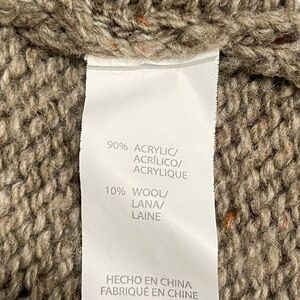 90% ACRYLIC/
ACRÍLICO/
ACRYLIQUE
10% WOOL/
LANA/
LAINE
HECHO EN CHINA
FABRIQUÉ EN CHINE